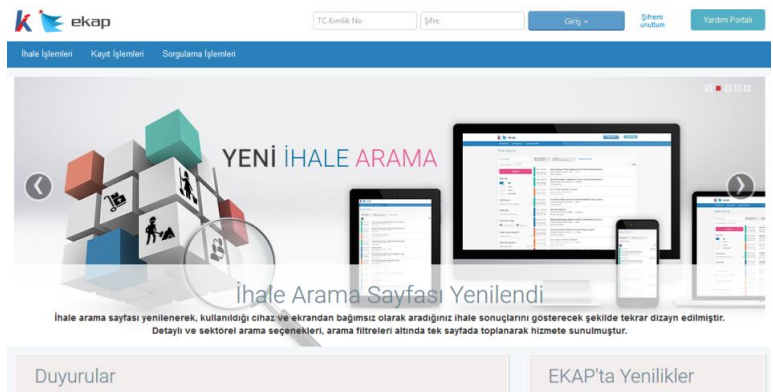 ekap
TC Kimlik No
Şifre
Giriş »
Şifremi
unuttum
Yardım Portalı
İhale İşlemleri
Kayıt İşlemleri
Sorgulama İşlemleri
YENİ İHALE ARAMA
İhale Arama Sayfası Yenilendi
İhale arama sayfası yenilenerek, kullanıldığı cihaz ve ekrandan bağımsız olarak aradığınız ihale sonuçlarını gösterecek şekilde tekrar dizayn edilmiştir.
Detaylı ve sektörel arama seçenekleri, arama filtreleri altında tek sayfada toplanarak hizmete sunulmuştur.
Duyurular
EKAP'ta Yenilikler